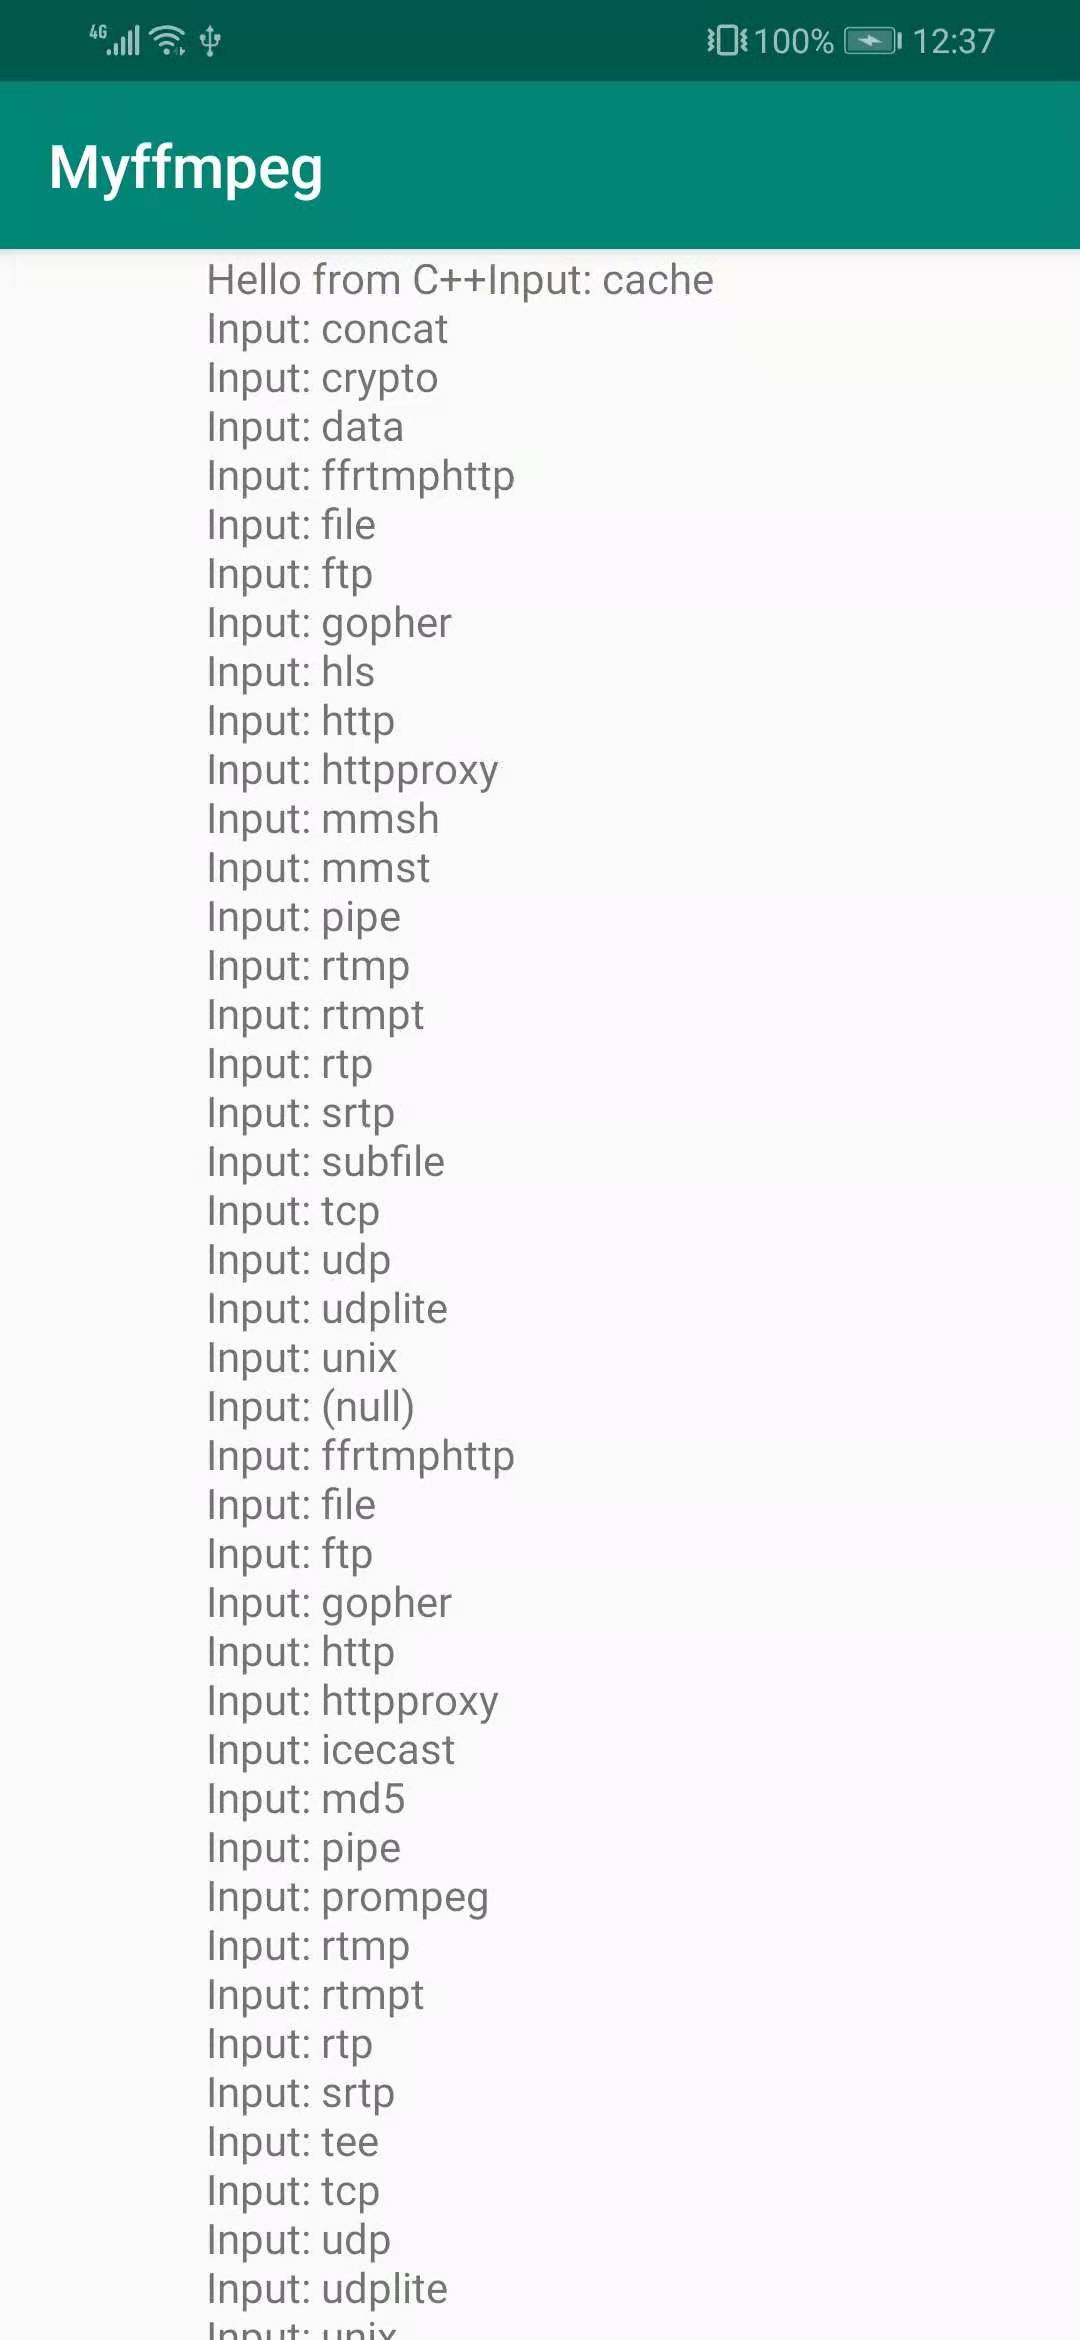 4G 100% 12:37
Myffmpeg
Hello from C++Input: cache
Input: concat
Input: crypto
Input: data
Input: ffrtmphttp
Input: file
Input: ftp
Input: gopher
Input: hls
Input: http
Input: httpproxy
Input: mmsh
Input: mmst
Input: pipe
Input: rtmp
Input: rtmpt
Input: rtp
Input: srtp
Input: subfile
Input: tcp
Input: udp
Input: udplite
Input: unix
Input: (null)
Input: ffrtmphttp
Input: file
Input: ftp
Input: gopher
Input: http
Input: httpproxy
Input: icecast
Input: md5
Input: pipe
Input: prompeg
Input: rtmp
Input: rtmpt
Input: rtp
Input: srtp
Input: tee
Input: tcp
Input: udp
Input: udplite
Input: unix